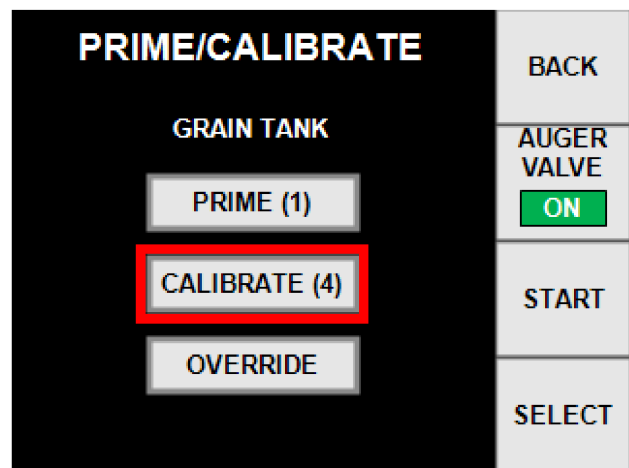 PRIME/CALIBRATE
GRAIN TANK
PRIME (1)
CALIBRATE (4)
OVERRIDE
BACK
AUGER
VALVE
ON
START
SELECT